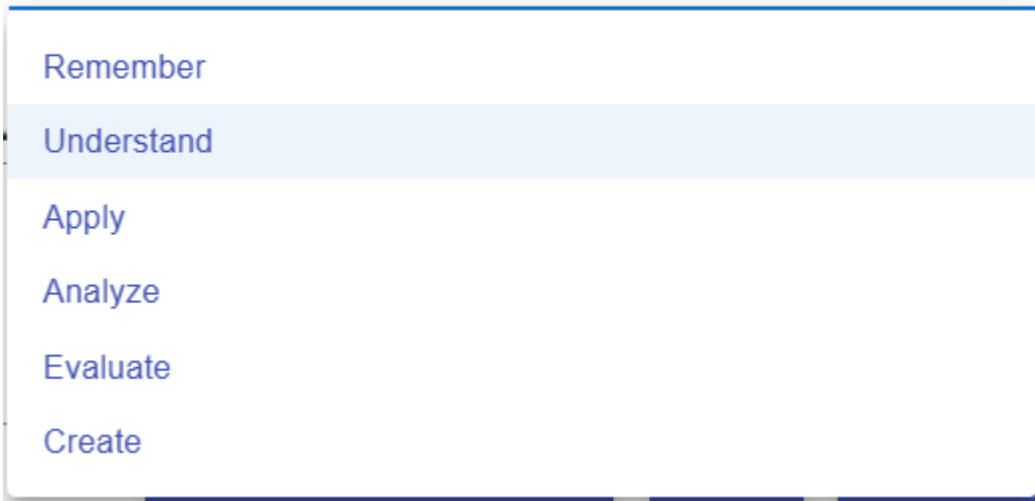 Remember
Understand
Apply
Analyze
Evaluate
Create